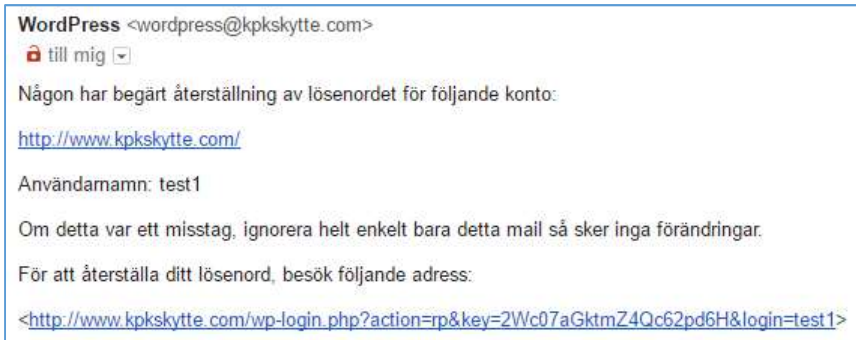 WordPress <wordpress@kpkskytte.com>
till mig
Någon har begärt återställning av lösenordet för följande konto:
http://www.kpkskytte.com/
Användarnamn: test1
Om detta var ett misstag, ignorera helt enkelt bara detta mail så sker inga förändringar.
För att återställa ditt lösenord, besök följande adress:
<http://www.kpkskytte.com/wp-login.php?action=rp&key=2Wc07aGktmZ4Qc62pd6H&login=test1>